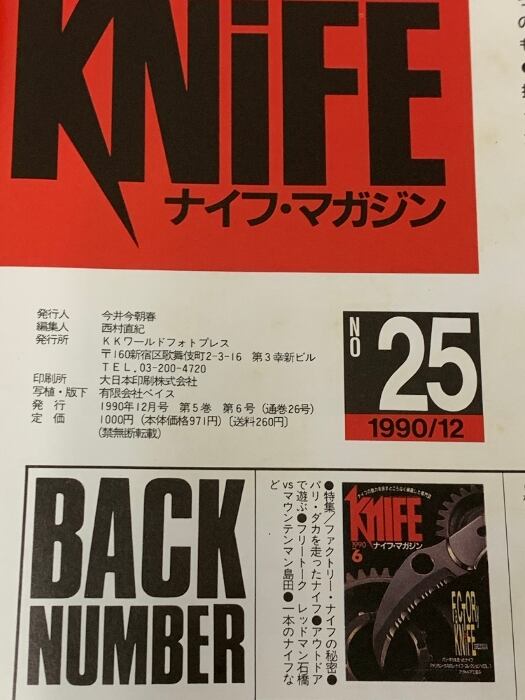 KNiFE
ナイフ・マガジン
発行人 今井今朝春
編集人 西村直紀
発行所 KKワールドフォトプレス
〒160新宿区歌舞伎町2-3-16 第3幸新ビル
TEL.03-200-4720
印刷所 大日本印刷株式会社
写植・版下 有限会社ベイス
発行 1990年12月号 第5巻 第6号(通巻26号)
定価 1000円(本体価格971円)〔送料260円〕
(禁無断転載)
NO 25
1990/12
BACK
NUMBER
●特集/ファクトリー・ナイフの秘密●
パリ・ダカを走ったナイフ●アウトドア
で遊ぶ●フリートーク レッドマン石橋
vsマウンテンマン島田●一本のナイフな
ど
KNIFE
1990
6
ナイフ・マガジン
FACTORY
KNIFE